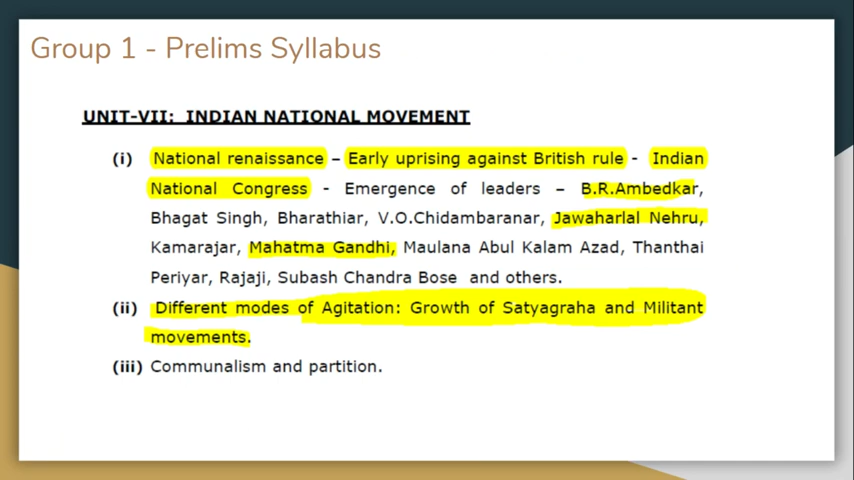 Group 1 - Prelims Syllabus
UNIT-VII: INDIAN NATIONAL MOVEMENT
(i) National renaissance – Early uprising against British rule - Indian
National Congress - Emergence of leaders – B.R.Ambedkar,
Bhagat Singh, Bharathiar, V.O.Chidambaranar, Jawaharlal Nehru,
Kamarajar, Mahatma Gandhi, Maulana Abul Kalam Azad, Thanthai
Periyar, Rajaji, Subash Chandra Bose and others.
(ii) Different modes of Agitation: Growth of Satyagraha and Militant
movements.
(iii) Communalism and partition.